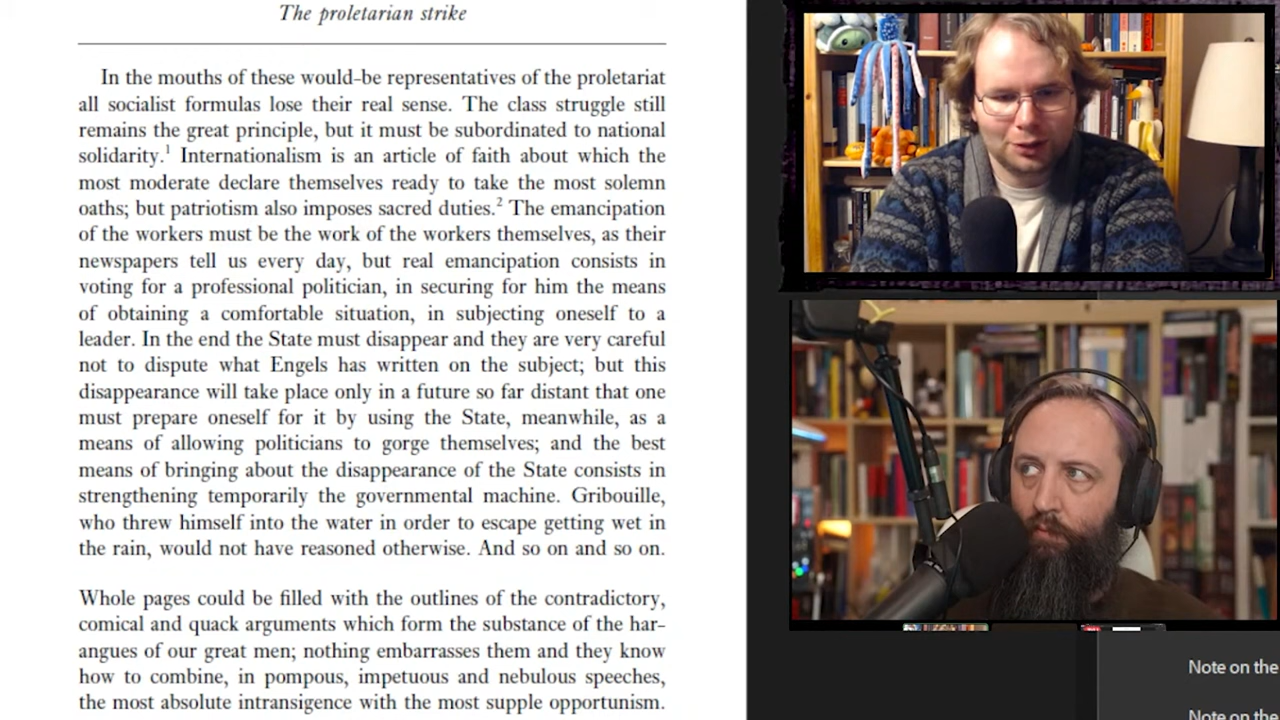 The proletarian strike
In the mouths of these would-be representatives of the proletariat
all socialist formulas lose their real sense. The class struggle still
remains the great principle, but it must be subordinated to national
solidarity.1 Internationalism is an article of faith about which the
most moderate declare themselves ready to take the most solemn
oaths; but patriotism also imposes sacred duties.2 The emancipation
of the workers must be the work of the workers themselves, as their
newspapers tell us every day, but real emancipation consists in
voting for a professional politician, in securing for him the means
of obtaining a comfortable situation, in subjecting oneself to a
leader. In the end the State must disappear and they are very careful
not to dispute what Engels has written on the subject; but this
disappearance will take place only in a future so far distant that one
must prepare oneself for it by using the State, meanwhile, as a
means of allowing politicians to gorge themselves; and the best
means of bringing about the disappearance of the State consists in
strengthening temporarily the governmental machine. Gribouille,
who threw himself into the water in order to escape getting wet in
the rain, would not have reasoned otherwise. And so on and so on.
Whole pages could be filled with the outlines of the contradictory,
comical and quack arguments which form the substance of the har-
angues of our great men; nothing embarrasses them and they know
how to combine, in pompous, impetuous and nebulous speeches,
the most absolute intransigence with the most supple opportunism.
Note on the
Note on the